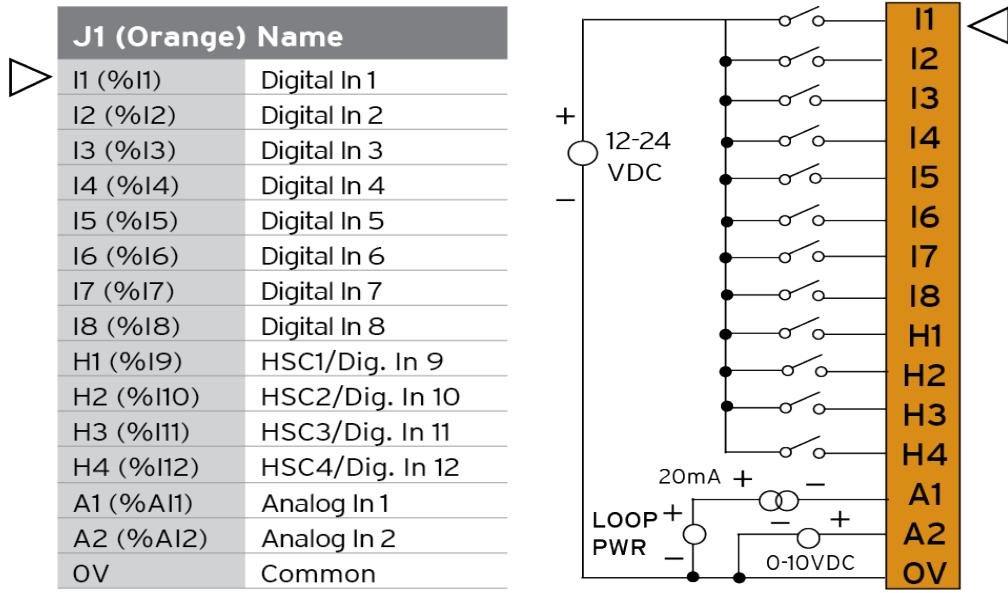 J1 (Orange) Name
I1 (%I1) Digital In 1
I2 (%I2) Digital In 2
I3 (%I3) Digital In 3
I4 (%I4) Digital In 4
I5 (%I5) Digital In 5
I6 (%I6) Digital In 6
I7 (%I7) Digital In 7
I8 (%I8) Digital In 8
H1 (%I9) HSC1/Dig. In 9
H2 (%I10) HSC2/Dig. In 10
H3 (%I11) HSC3/Dig. In 11
H4 (%I12) HSC4/Dig. In 12
A1 (%AI1) Analog In 1
A2 (%AI2) Analog In 2
0V Common
+
12-24
VDC
–
I1
I2
I3
I4
I5
I6
I7
I8
H1
H2
H3
H4
20mA + –
A1
LOOP +
PWR
–
– +
A2
0-10VDC
0V